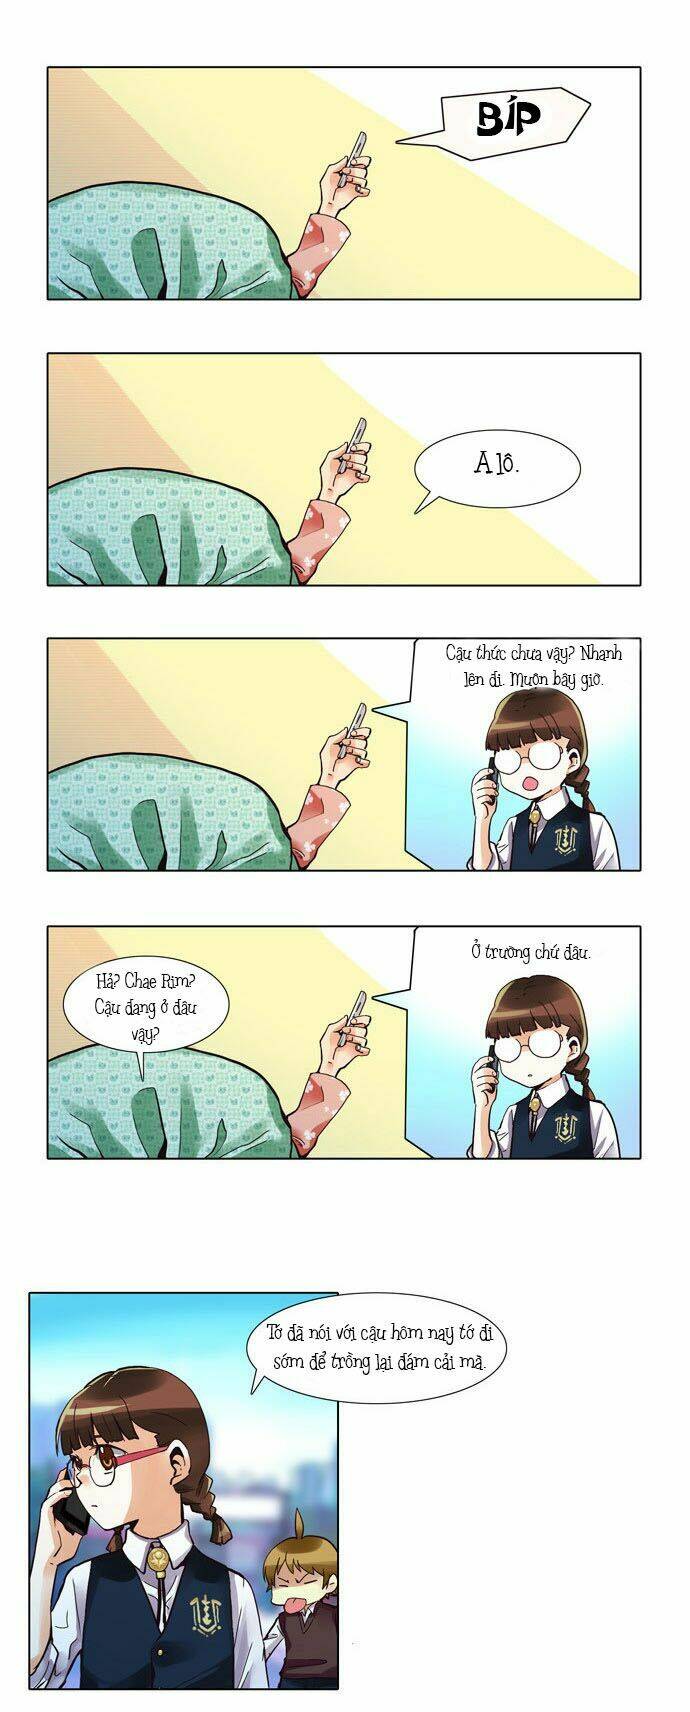 BÍP
A lô.
Cậu thức chưa vậy? Nhanh
lên đi. Muộn bây giờ.
Hả? Chae Rim?
Cậu đang ở đâu
vậy?
Ở trường chứ đâu.
Tớ đã nói với cậu hôm nay tớ đi
sớm để trồng lại đám cải mà.